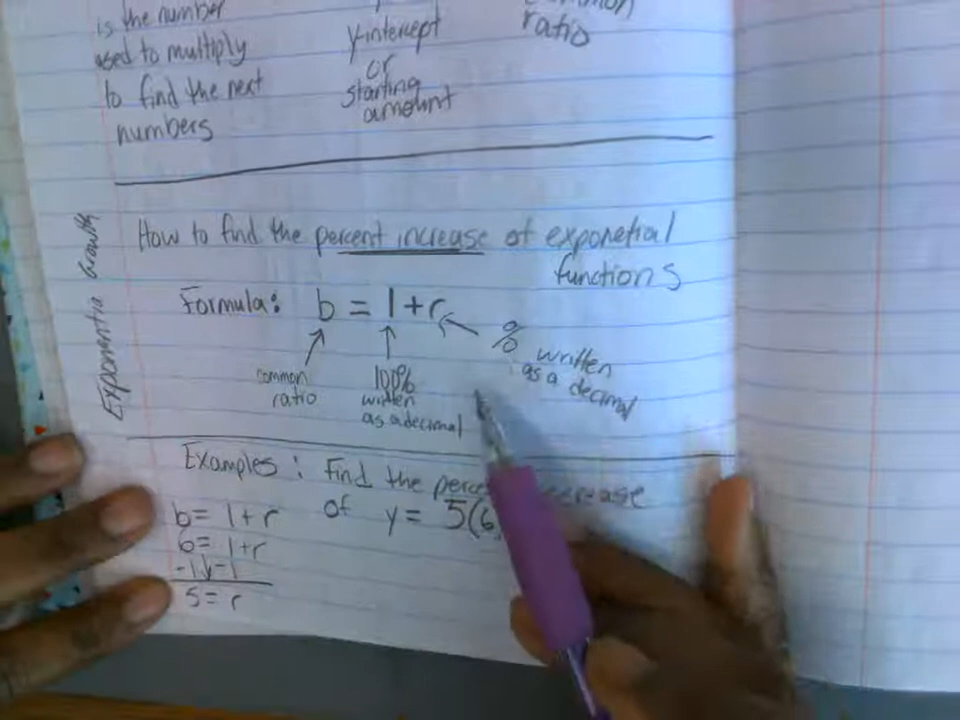 is the number
used to multiply
to find the next
numbers
y-intercept
or
starting
amount
ratio
Exponentia Growth
How to find the percent increase of exponetial
functions
Formula: b = 1+r
% written
as a decimal
common
ratio
100%
written
as a decimal
Examples: Find the
of y = 5(6
b= 1+r
6= 1+r
-1 -1
5= r